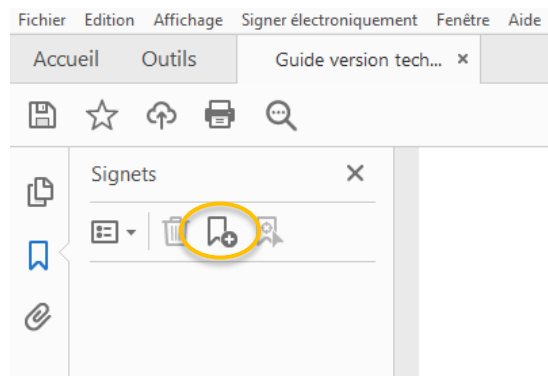 Fichier Edition Affichage Signer électroniquement Fenêtre Aide
Accueil Outils Guide version tech... ×
Signets